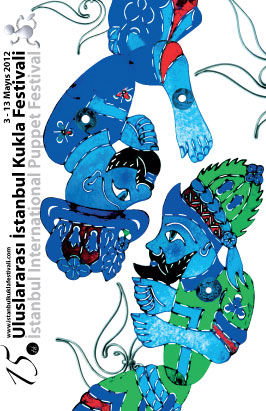 3 - 13 Mayıs 2012
Uluslararası İstanbul Kukla Festivali
İstanbul International Puppet Festival
www.istanbulkuklafestivali.com
15.